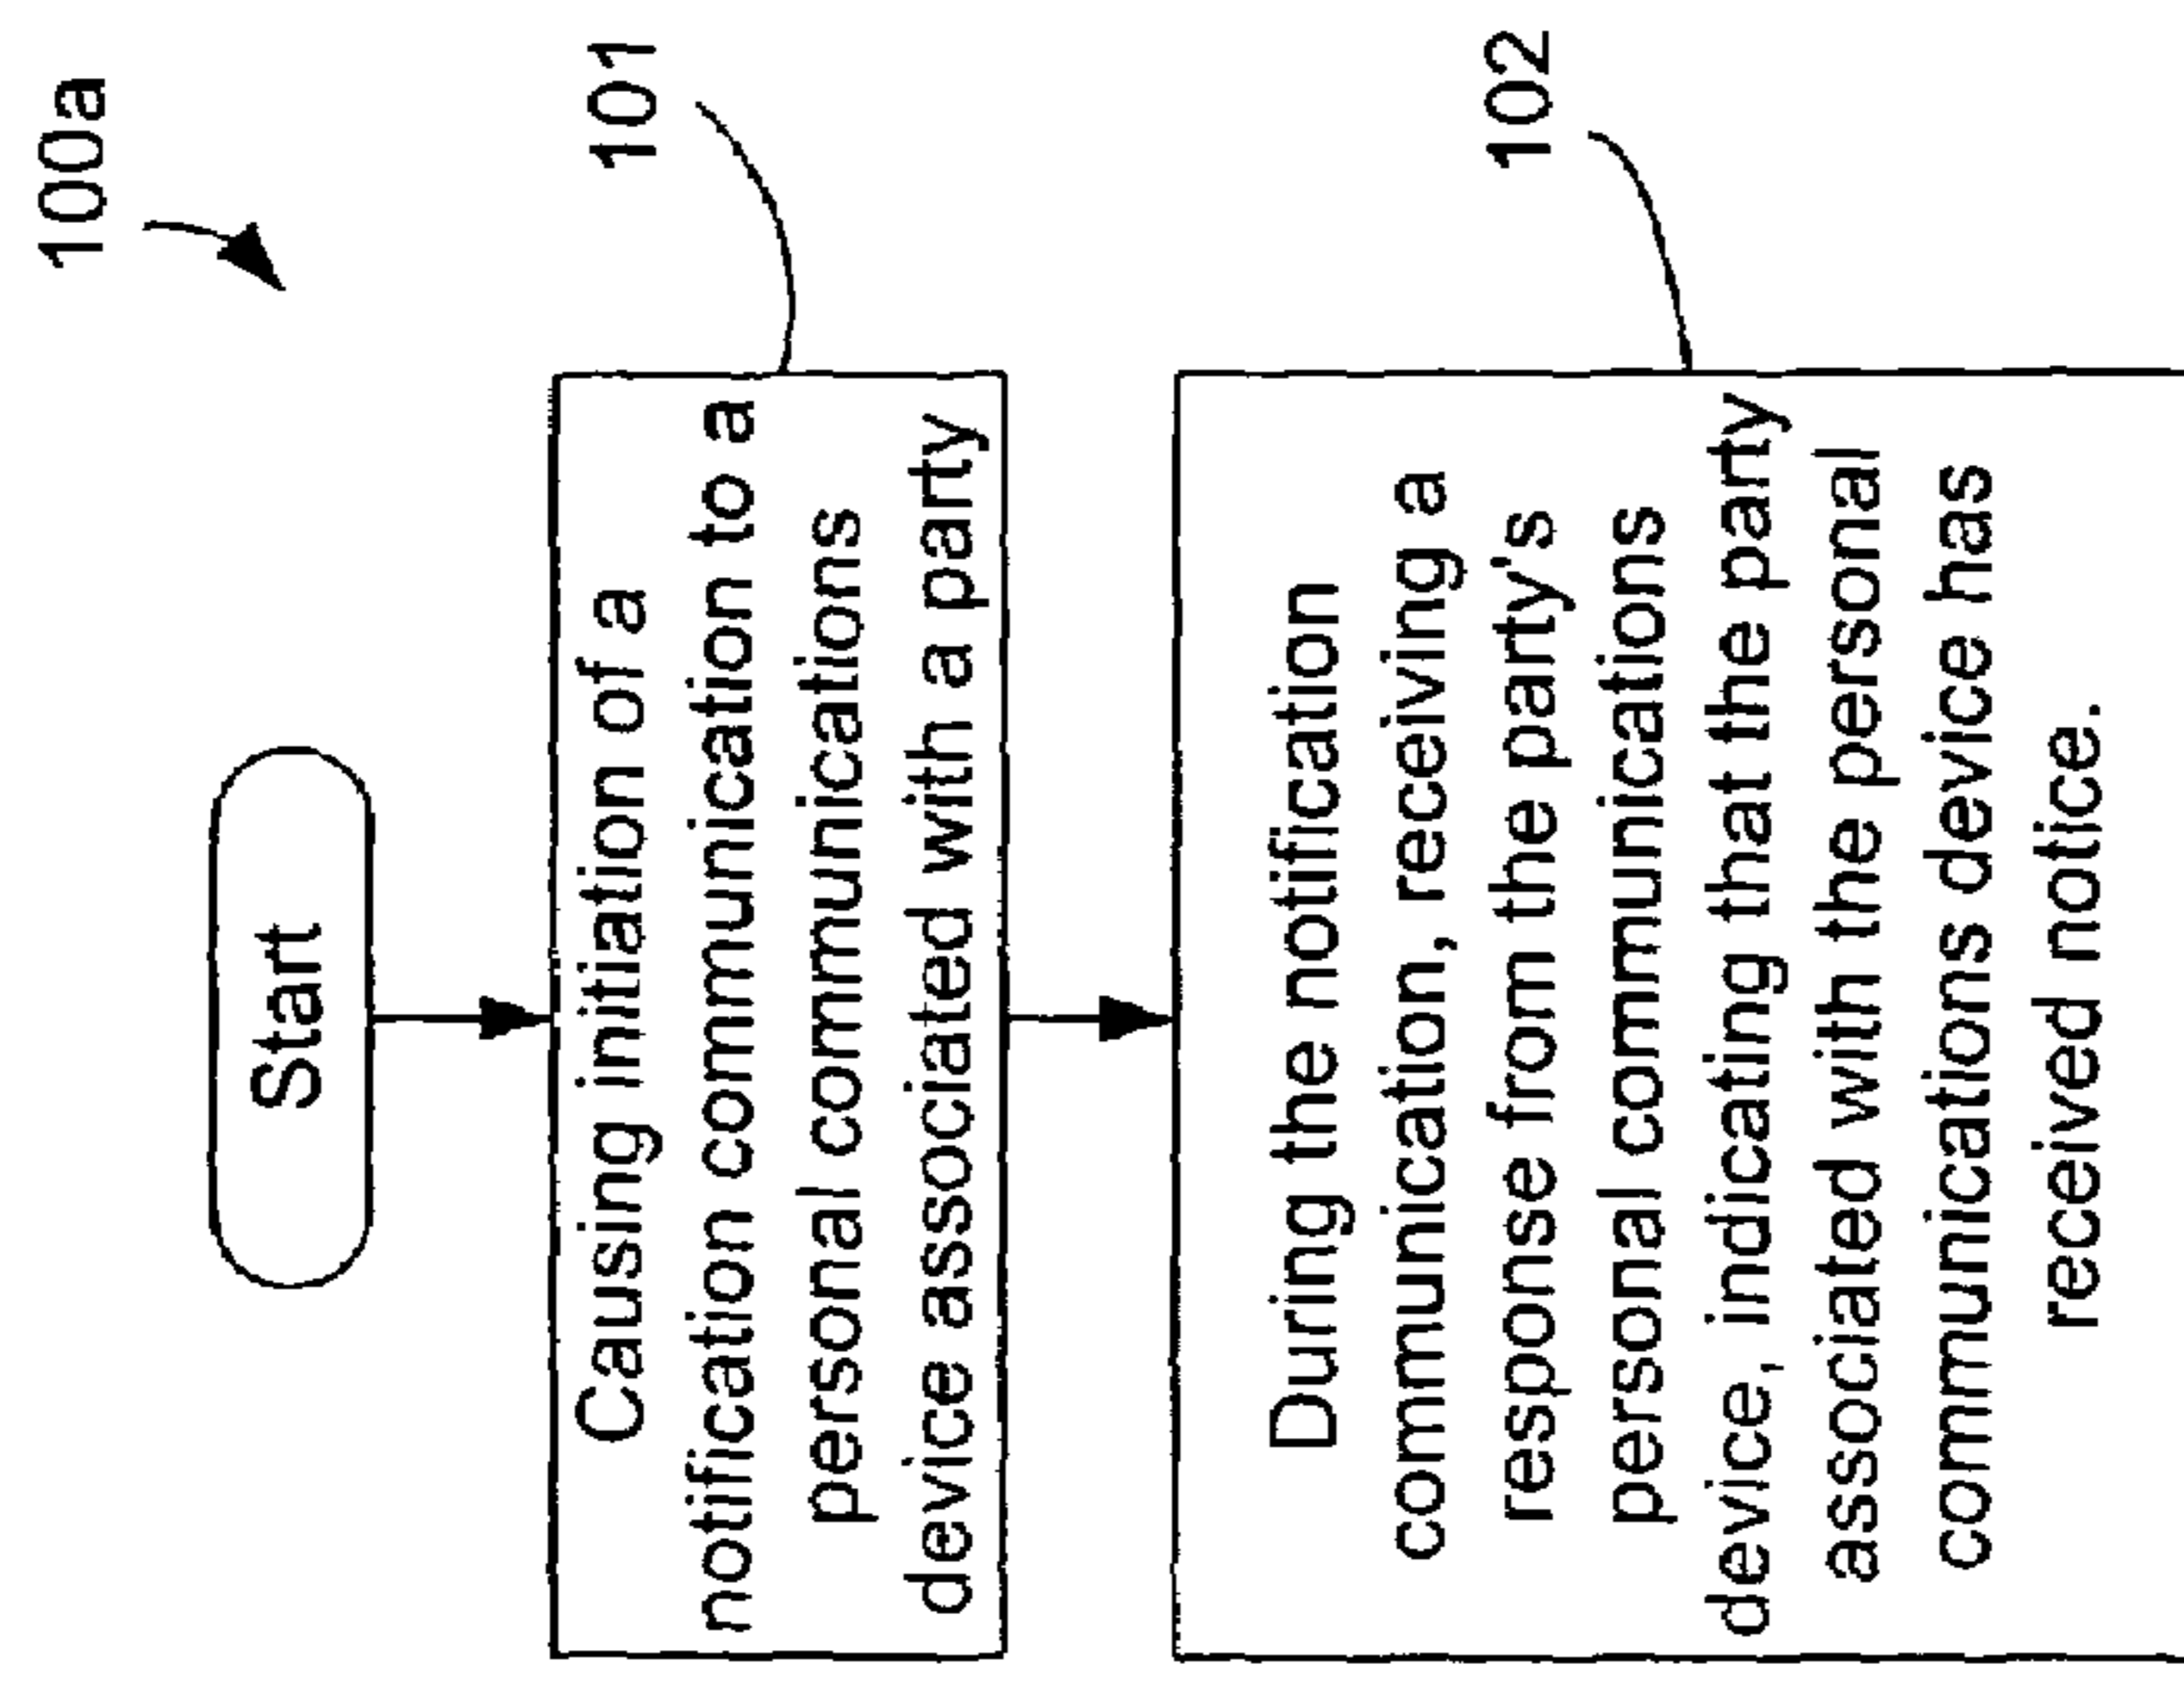 100a
Start
101
Causing initiation of a
notification communication to a
personal communications
device associated with a party
102
During the notification
communication, receiving a
response from the party's
personal communications
device, indicating that the party
associated with the personal
communications device has
received notice.